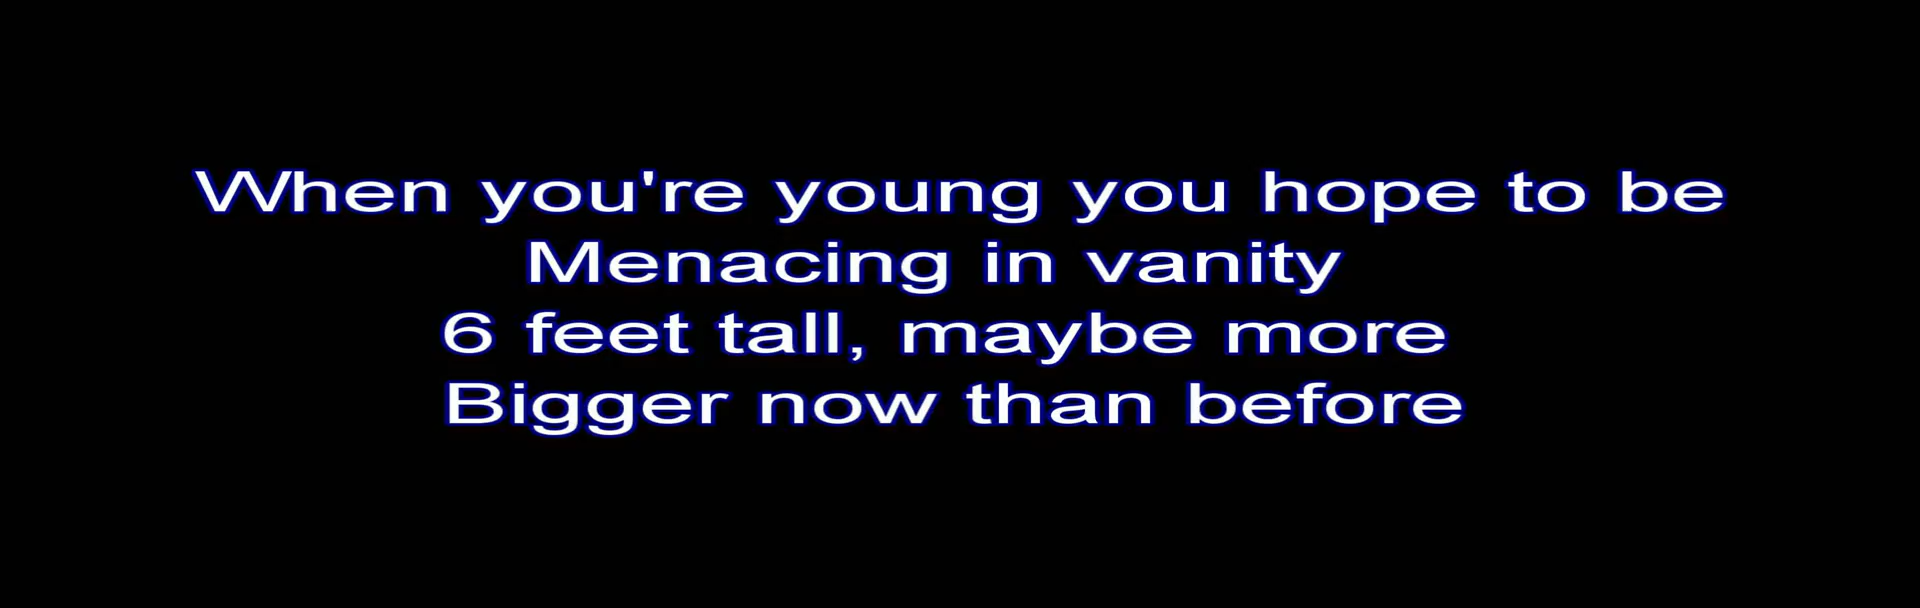 When you're young you hope to be
Menacing in vanity
6 feet tall, maybe more
Bigger now than before